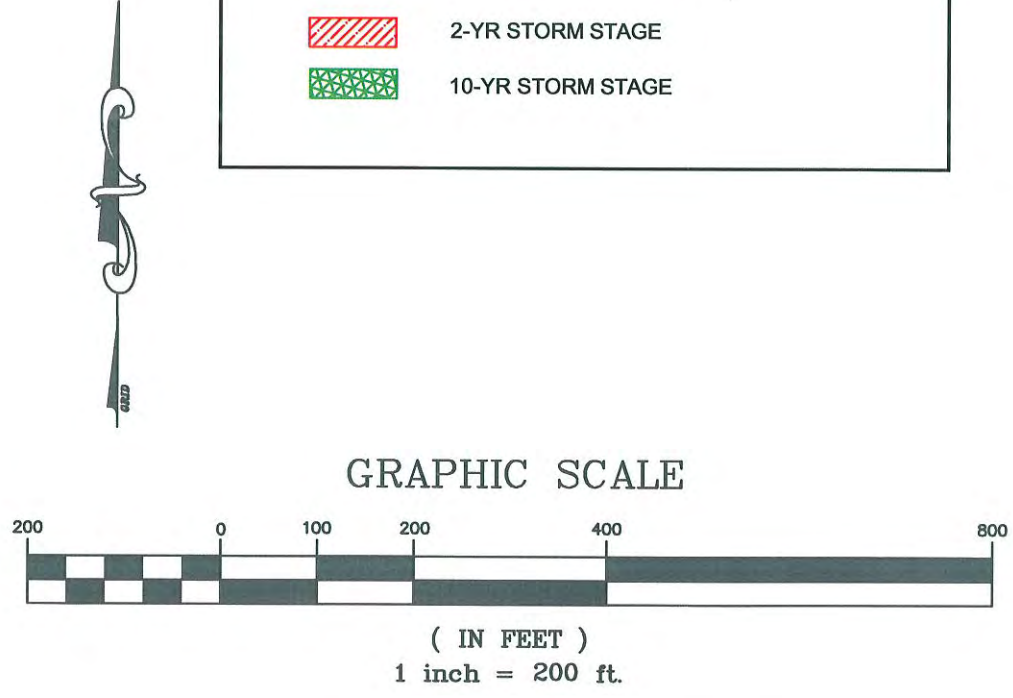 2-YR STORM STAGE
10-YR STORM STAGE
GRID
GRAPHIC SCALE
200 0 100 200 400 800
( IN FEET )
1 inch = 200 ft.